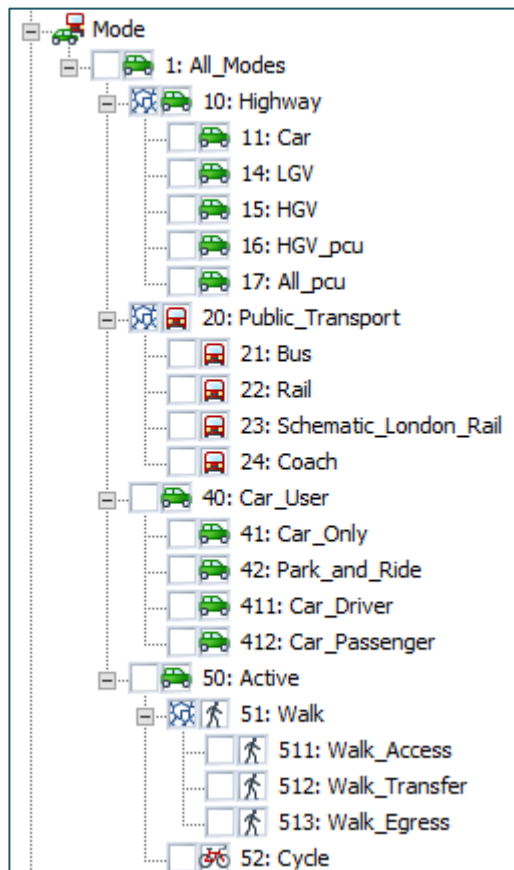 Mode
1: All_Modes
10: Highway
11: Car
14: LGV
15: HGV
16: HGV_pcu
17: All_pcu
20: Public_Transport
21: Bus
22: Rail
23: Schematic_London_Rail
24: Coach
40: Car_User
41: Car_Only
42: Park_and_Ride
411: Car_Driver
412: Car_Passenger
50: Active
51: Walk
511: Walk_Access
512: Walk_Transfer
513: Walk_Egress
52: Cycle